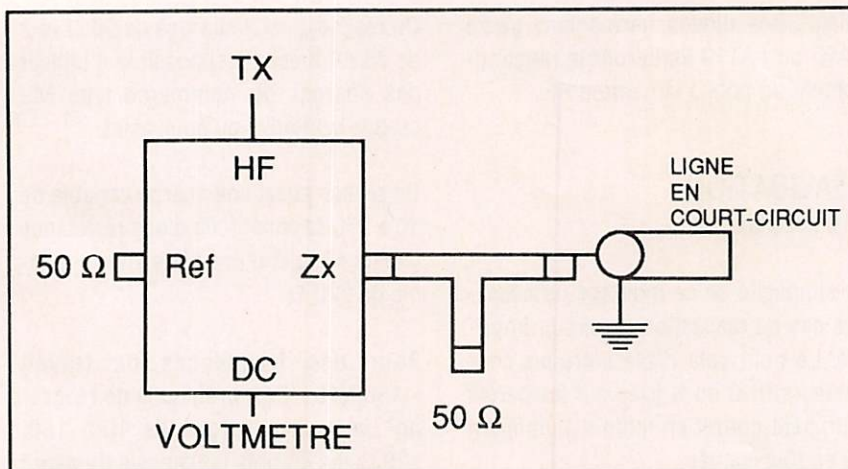 TX
HF
50 Ω
Ref
Zx
DC
VOLTMETRE
50 Ω
LIGNE
EN
COURT-CIRCUIT